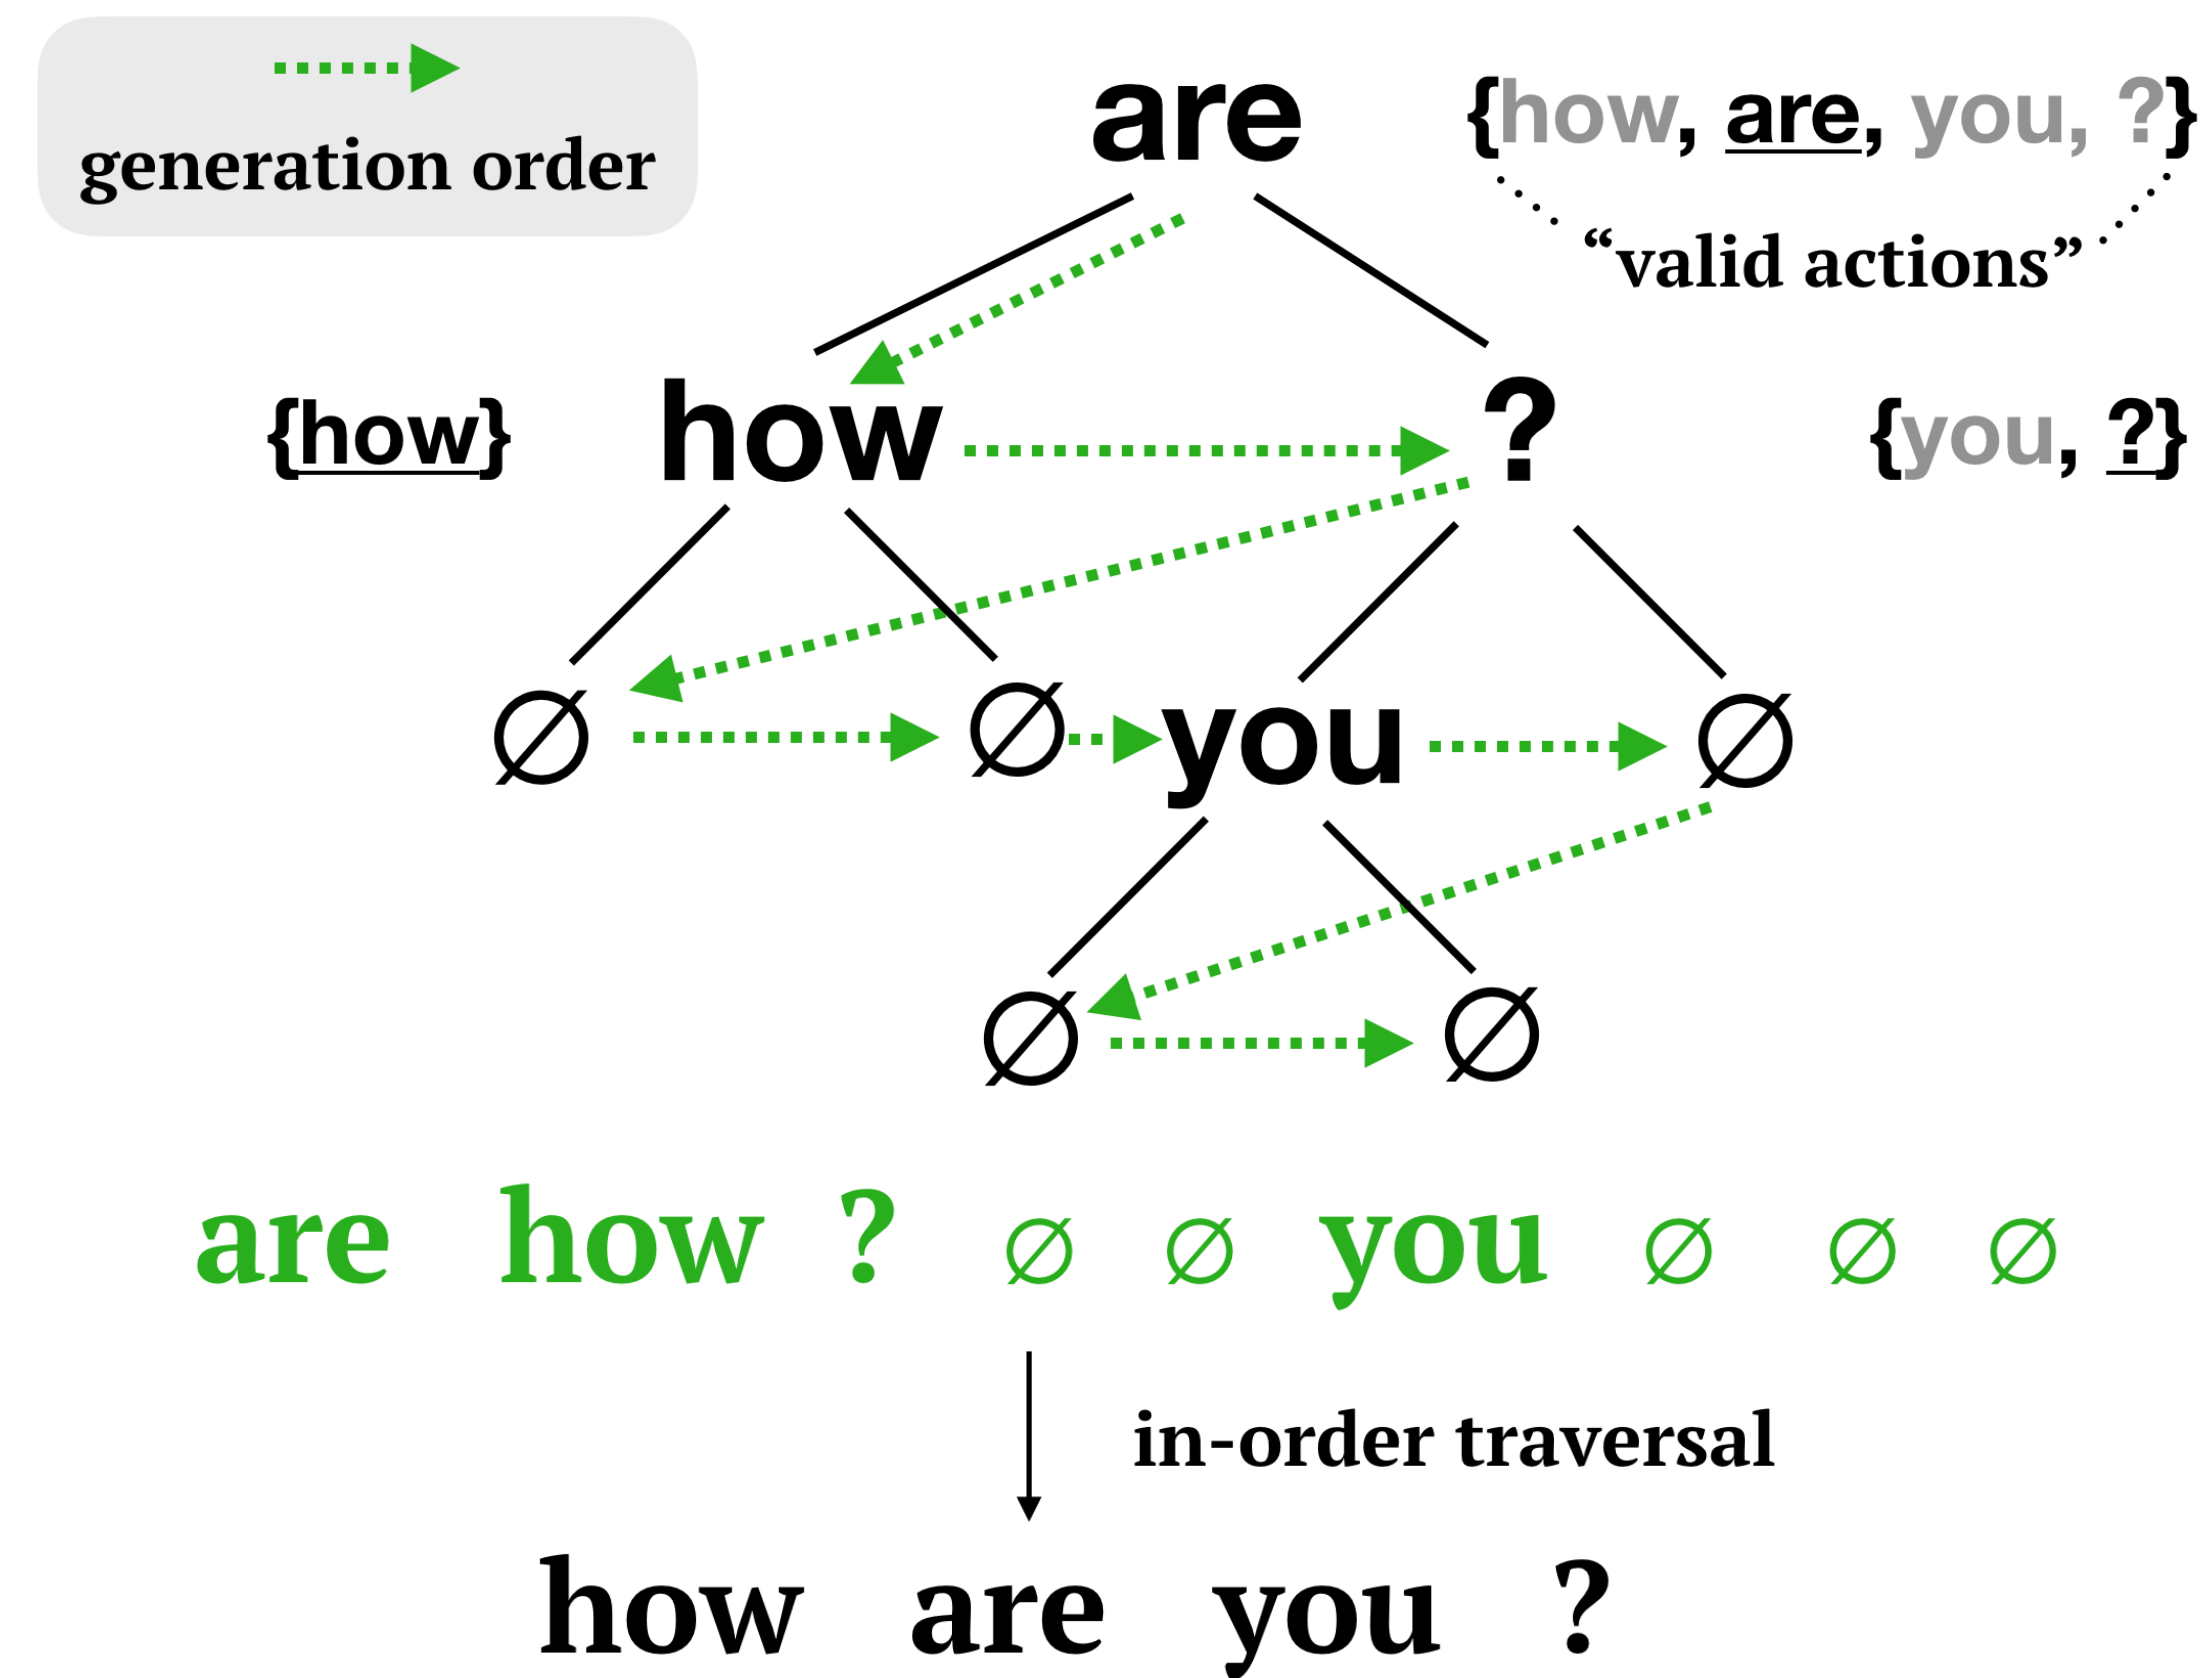 generation order
are
{how, are, you, ?}
“valid actions”
{how}
how
?
{you, ?}
∅
∅
you
∅
∅
∅
are how ? ∅ ∅ you ∅ ∅ ∅
in-order traversal
how are you ?